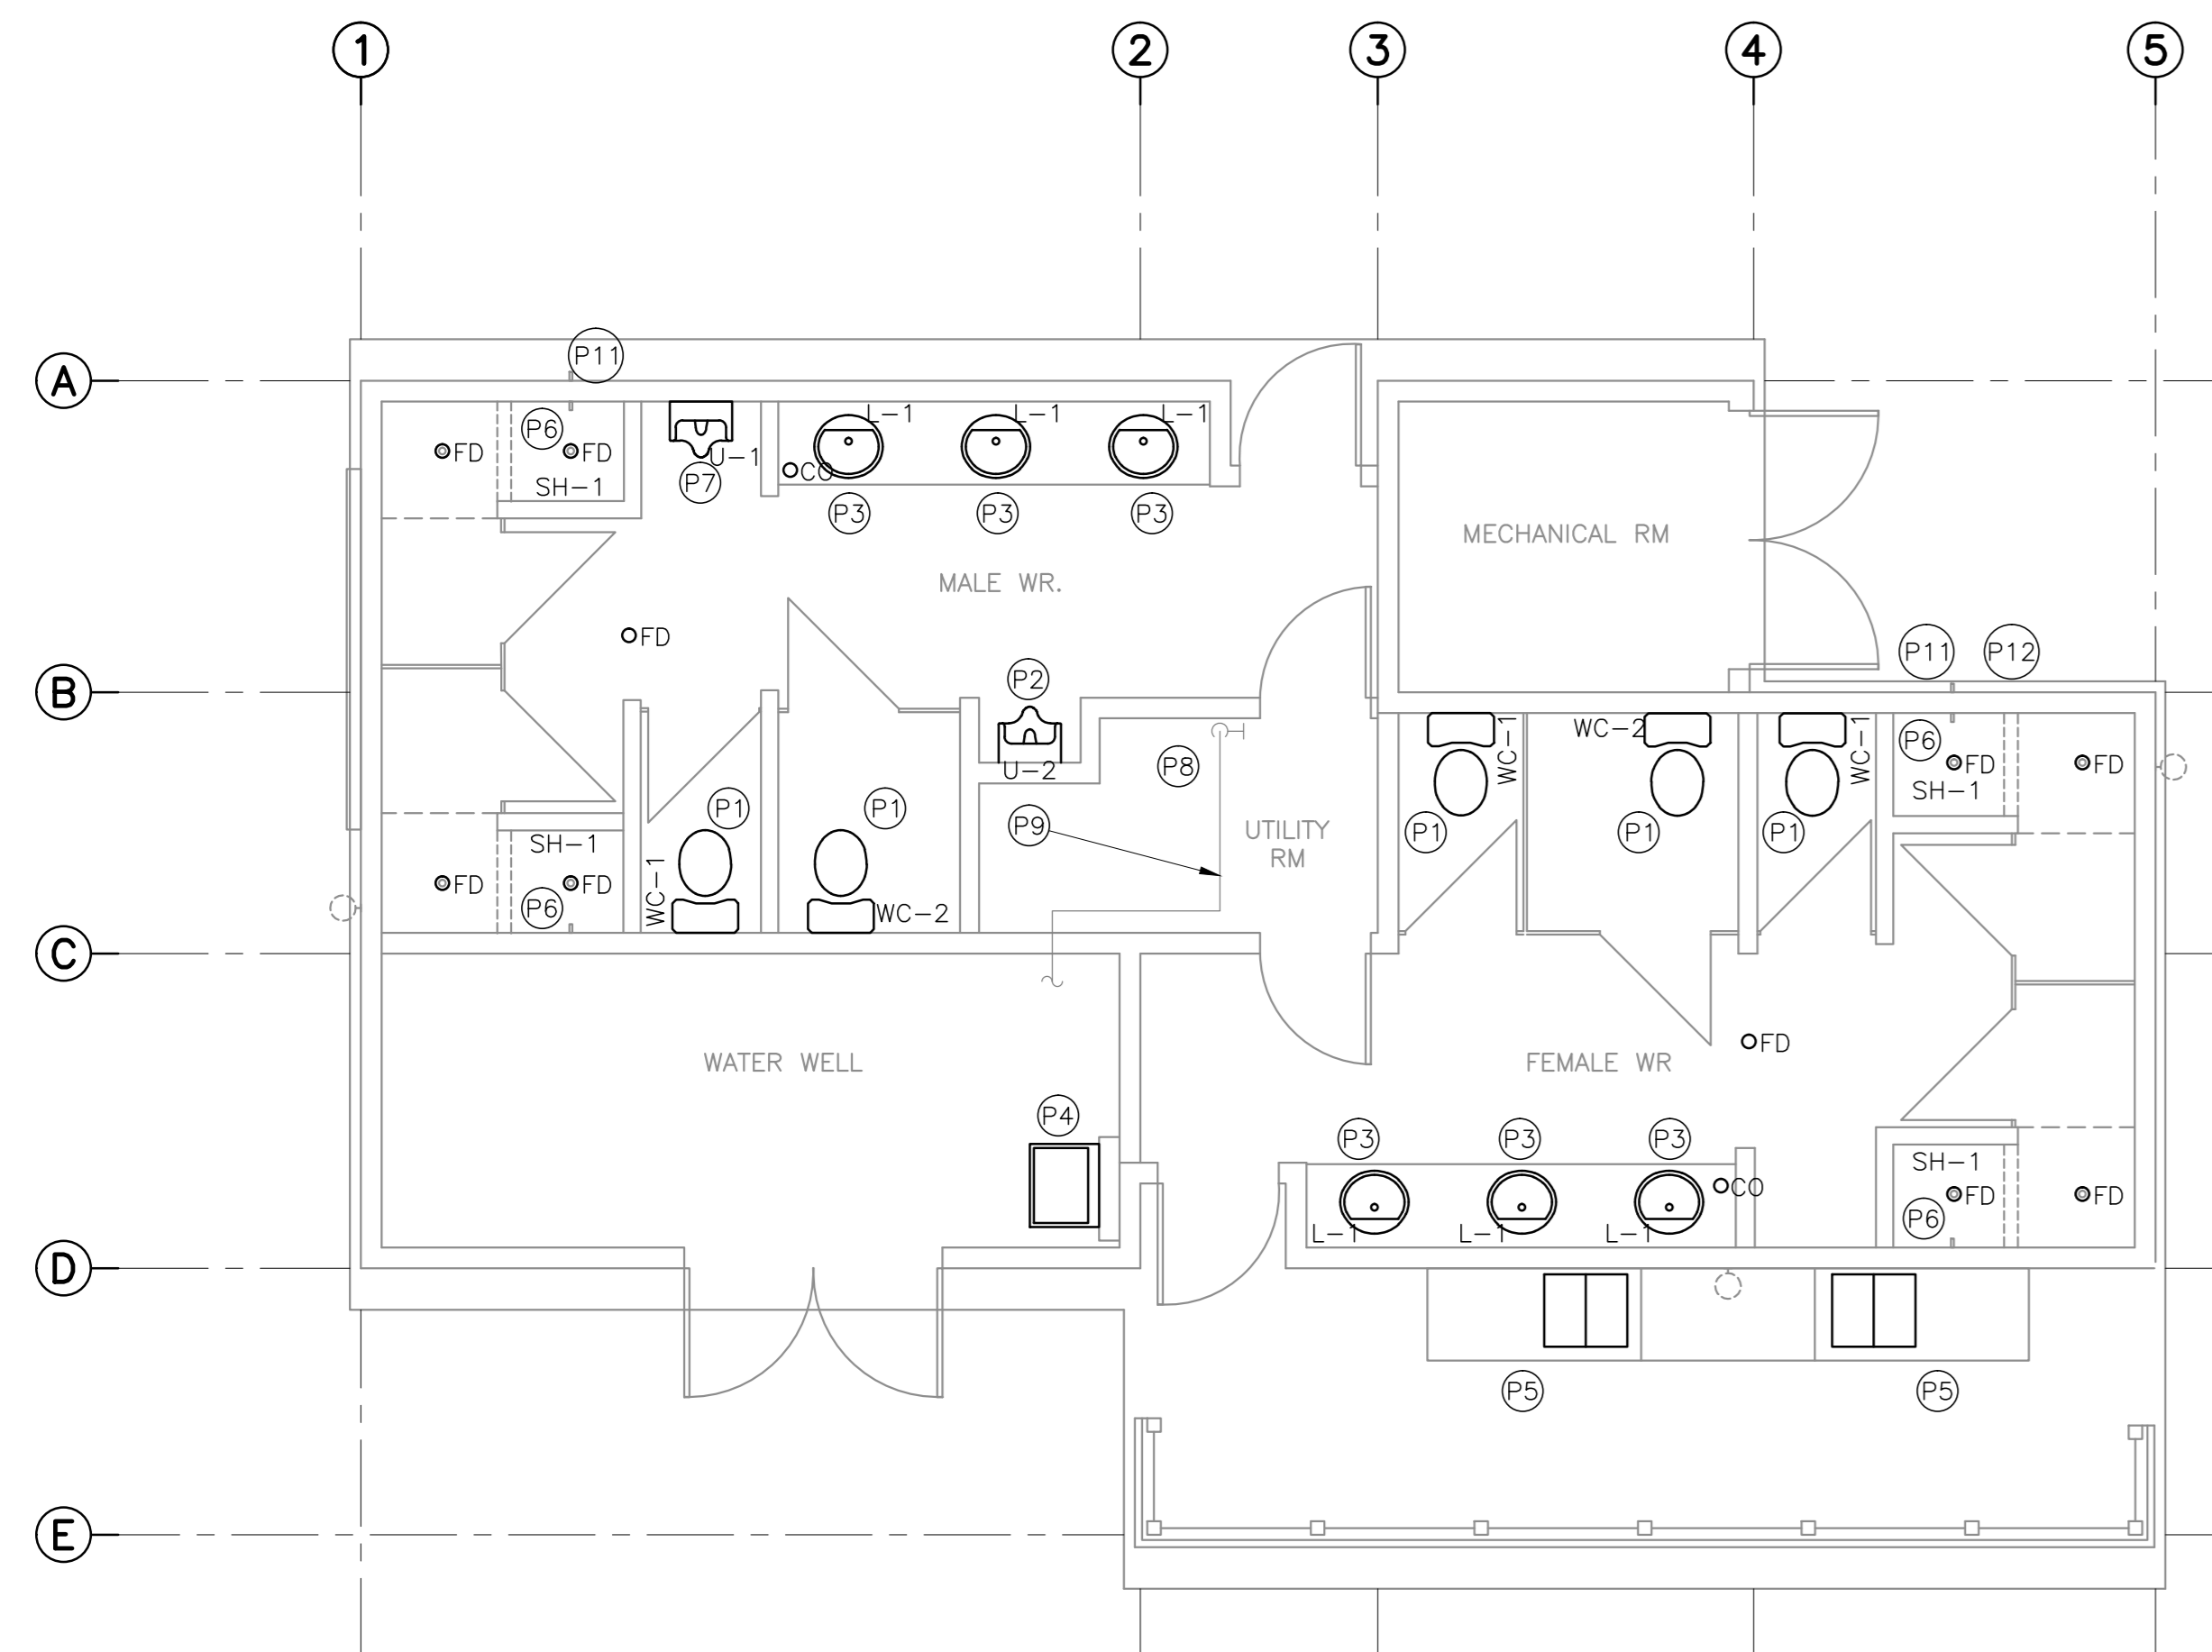 1
2
3
4
5
A
P11
L-1
L-1
L-1
P6
FD
FD
U-1
CO
SH-1
P7
P3
P3
P3
MECHANICAL RM
MALE WR.
FD
P11
P12
P2
B
WC-1
WC-2
WC-1
P6
FD
FD
U-2
P8
SH-1
P1
P1
P9
UTILITY
RM
P1
P1
P1
SH-1
FD
FD
WC-1
P6
WC-2
C
FD
WATER WELL
FEMALE WR
P4
P3
P3
P3
SH-1
CO
FD
FD
P6
L-1
L-1
L-1
D
P5
P5
E